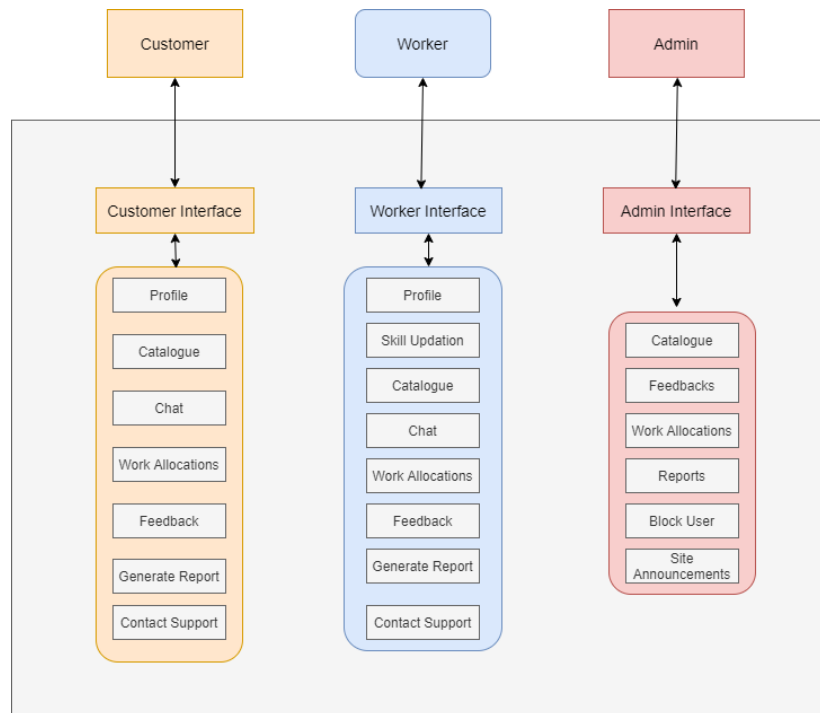 Customer
Worker
Admin
Customer Interface
Worker Interface
Admin Interface
Profile
Catalogue
Chat
Work Allocations
Feedback
Generate Report
Contact Support
Profile
Skill Updation
Catalogue
Chat
Work Allocations
Feedback
Generate Report
Contact Support
Catalogue
Feedbacks
Work Allocations
Reports
Block User
Site
Announcements